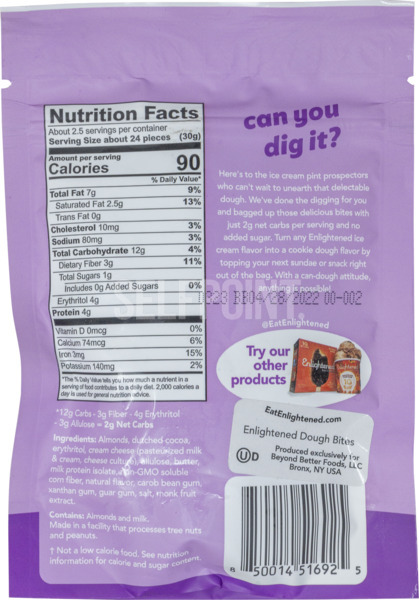 Nutrition Facts
About 2.5 servings per container
Serving Size about 24 pieces (30g)
Amount per serving
Calories 90
% Daily Value*
Total Fat 7g 9%
Saturated Fat 2.5g 13%
Trans Fat 0g
Cholesterol 10mg 3%
Sodium 80mg 3%
Total Carbohydrate 12g 4%
Dietary Fiber 3g 11%
Total Sugars 1g
Includes 0g Added Sugars 0%
Erythritol 4g
Protein 4g
Vitamin D 0mcg 0%
Calcium 74mcg 6%
Iron 3mg 15%
Potassium 140mg 2%
*The % Daily Value tells you how much a nutrient in a
serving of food contributes to a daily diet. 2,000 calories a
day is used for general nutrition advice.
*12g Carbs - 3g Fiber - 4g Erythritol
- 3g Allulose = 2g Net Carbs
Ingredients: Almonds, dutched cocoa,
erythritol, cream cheese (pasteurized milk
& cream, cheese culture), allulose, butter,
milk protein isolate, non-GMO soluble
corn fiber, natural flavor, carob bean gum,
xanthan gum, guar gum, salt, monk fruit
extract.
Contains: Almonds and milk.
Made in a facility that processes tree nuts
and peanuts.
† Not a low calorie food. See nutrition
information for calorie and sugar content.
can you
dig it?
Here's to the ice cream pint prospectors
who can't wait to unearth that delectable
dough. We've done the digging for you
and bagged up those delicious bites with
just 2g net carbs per serving and no
added sugar. Turn any Enlightened ice
cream flavor into a cookie dough flavor by
topping your next sundae or snack right
out of the bag. With a can-dough attitude,
anything is possible!
BB04/28/2022 00-002
SELFPOINT.
@EatEnlightened
Try our
other
products
Enlightened
EatEnlightened.com
Enlightened Dough Bites
U D
Produced exclusively for
Beyond Better Foods, LLC
Bronx, NY USA
8 50014 51692 5